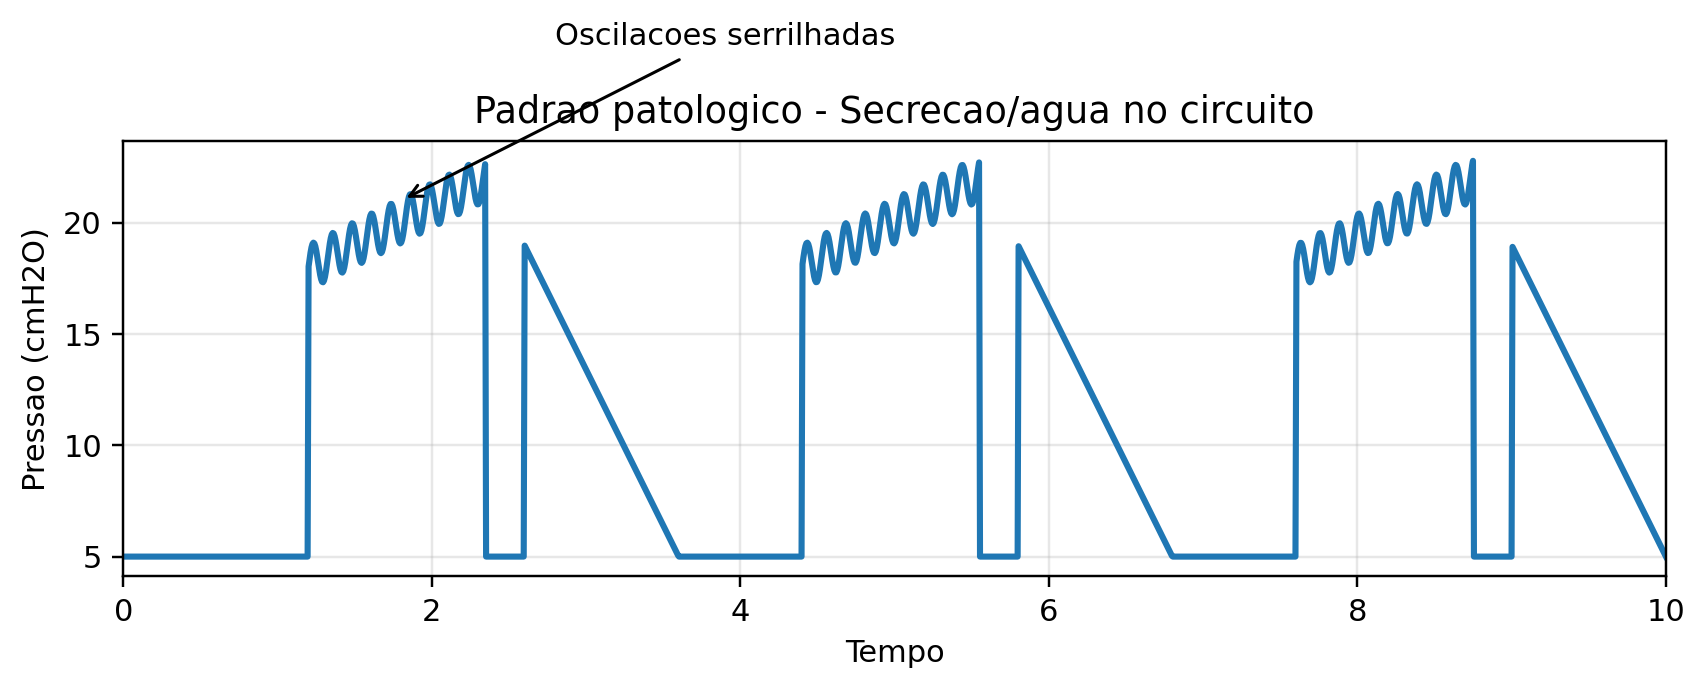 Oscilacoes serrilhadas
Padrao patologico - Secrecao/agua no circuito
Pressao (cmH2O)
20
15
10
5
0 2 4 6 8 10
Tempo